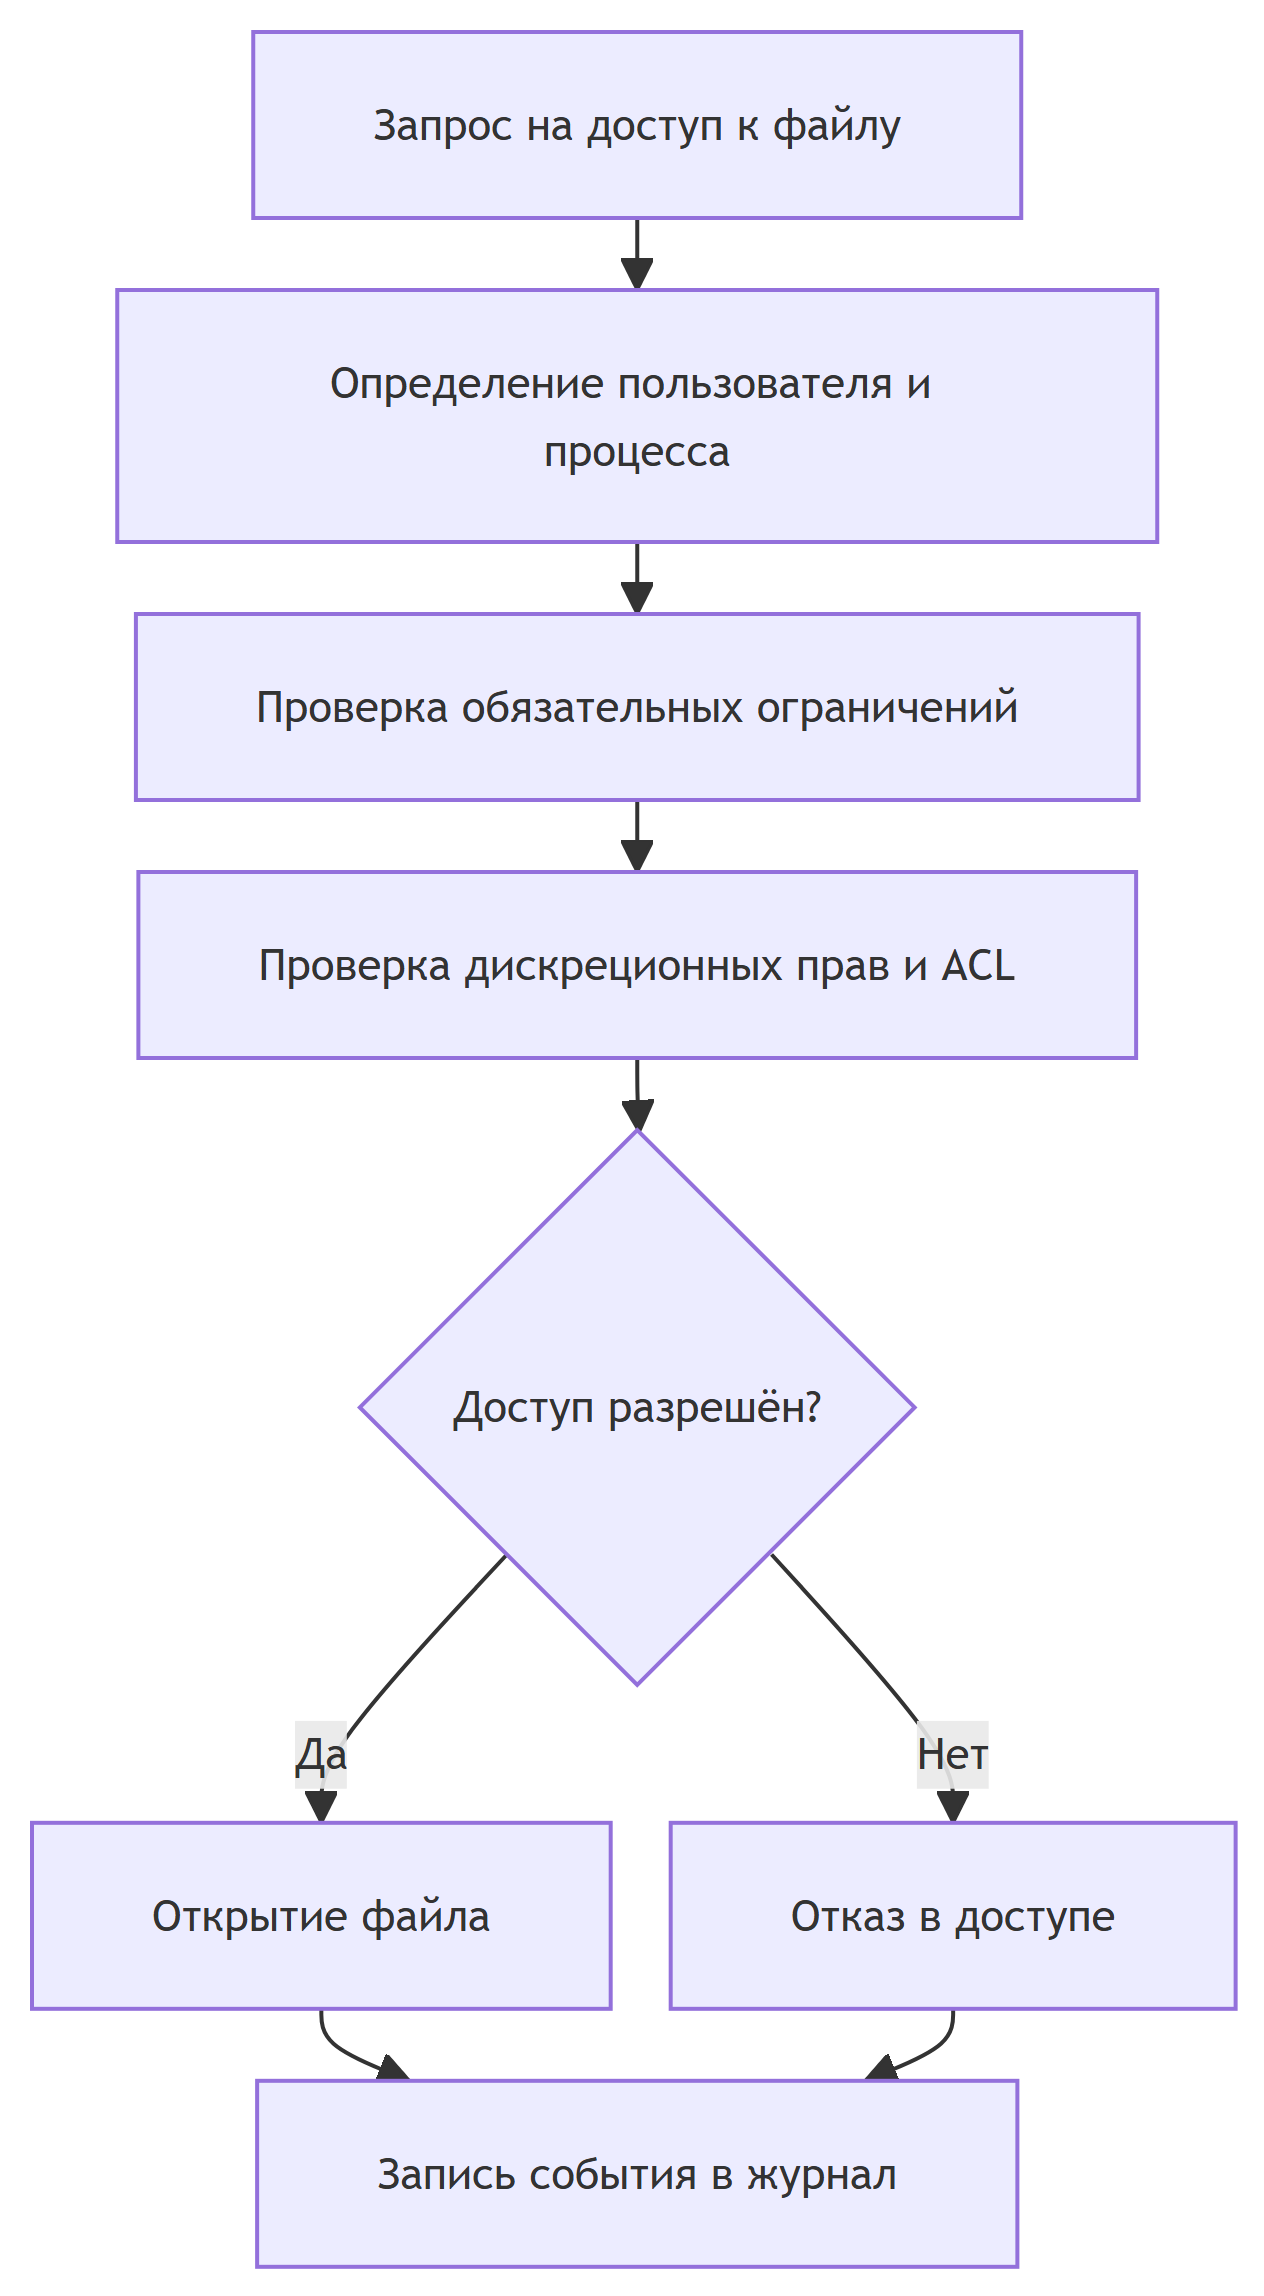 Запрос на доступ к файлу
Определение пользователя и
процесса
Проверка обязательных ограничений
Проверка дискреционных прав и ACL
Доступ разрешён?
Да
Нет
Открытие файла
Отказ в доступе
Запись события в журнал